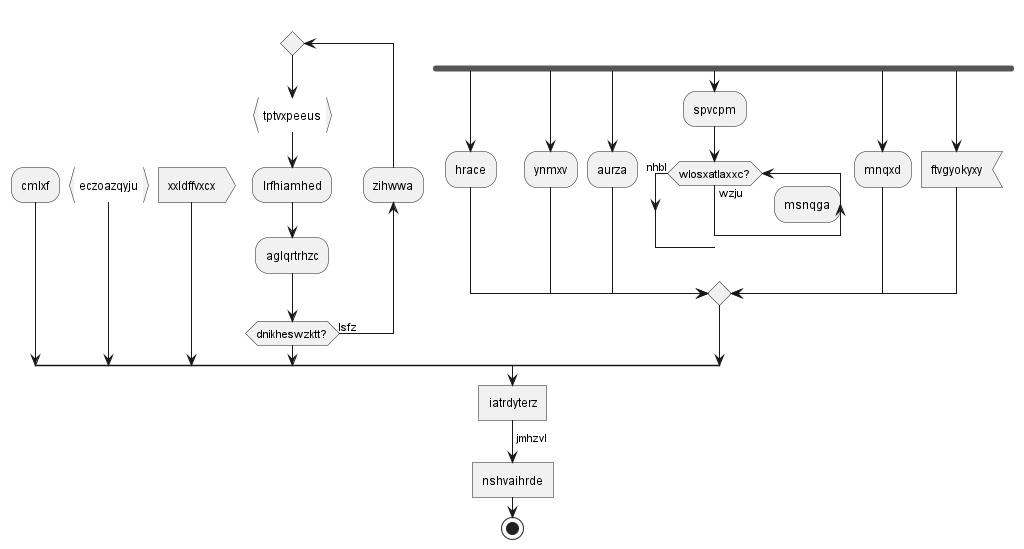 tptvxpeeus
cmlxf
eczoazqyju
xxldffvxcx
lrfhiamhed
zihwwa
aglqrtrhzc
dnikheswzktt?
lsfz
spvcpm
hrace
ynmxv
aurza
nhbl
wlosxatlaxxc?
wzju
msnqga
mnqxd
ftvgyokyxy
iatrdyterz
jmhzvl
nshvaihrde